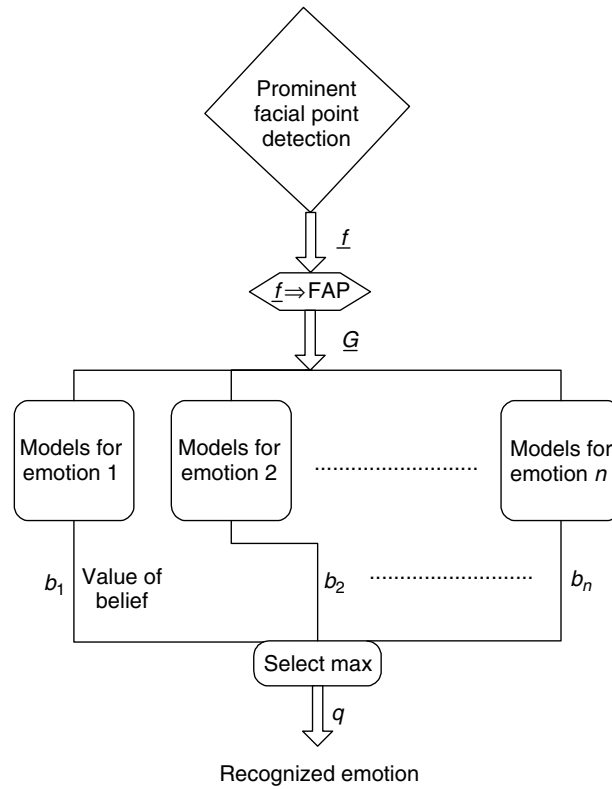 Prominent
facial point
detection
f
f⇒FAP
G
Models for
emotion 1
Models for
emotion 2
............................
Models for
emotion n
b1
Value of
belief
b2
............................
bn
Select max
q
Recognized emotion